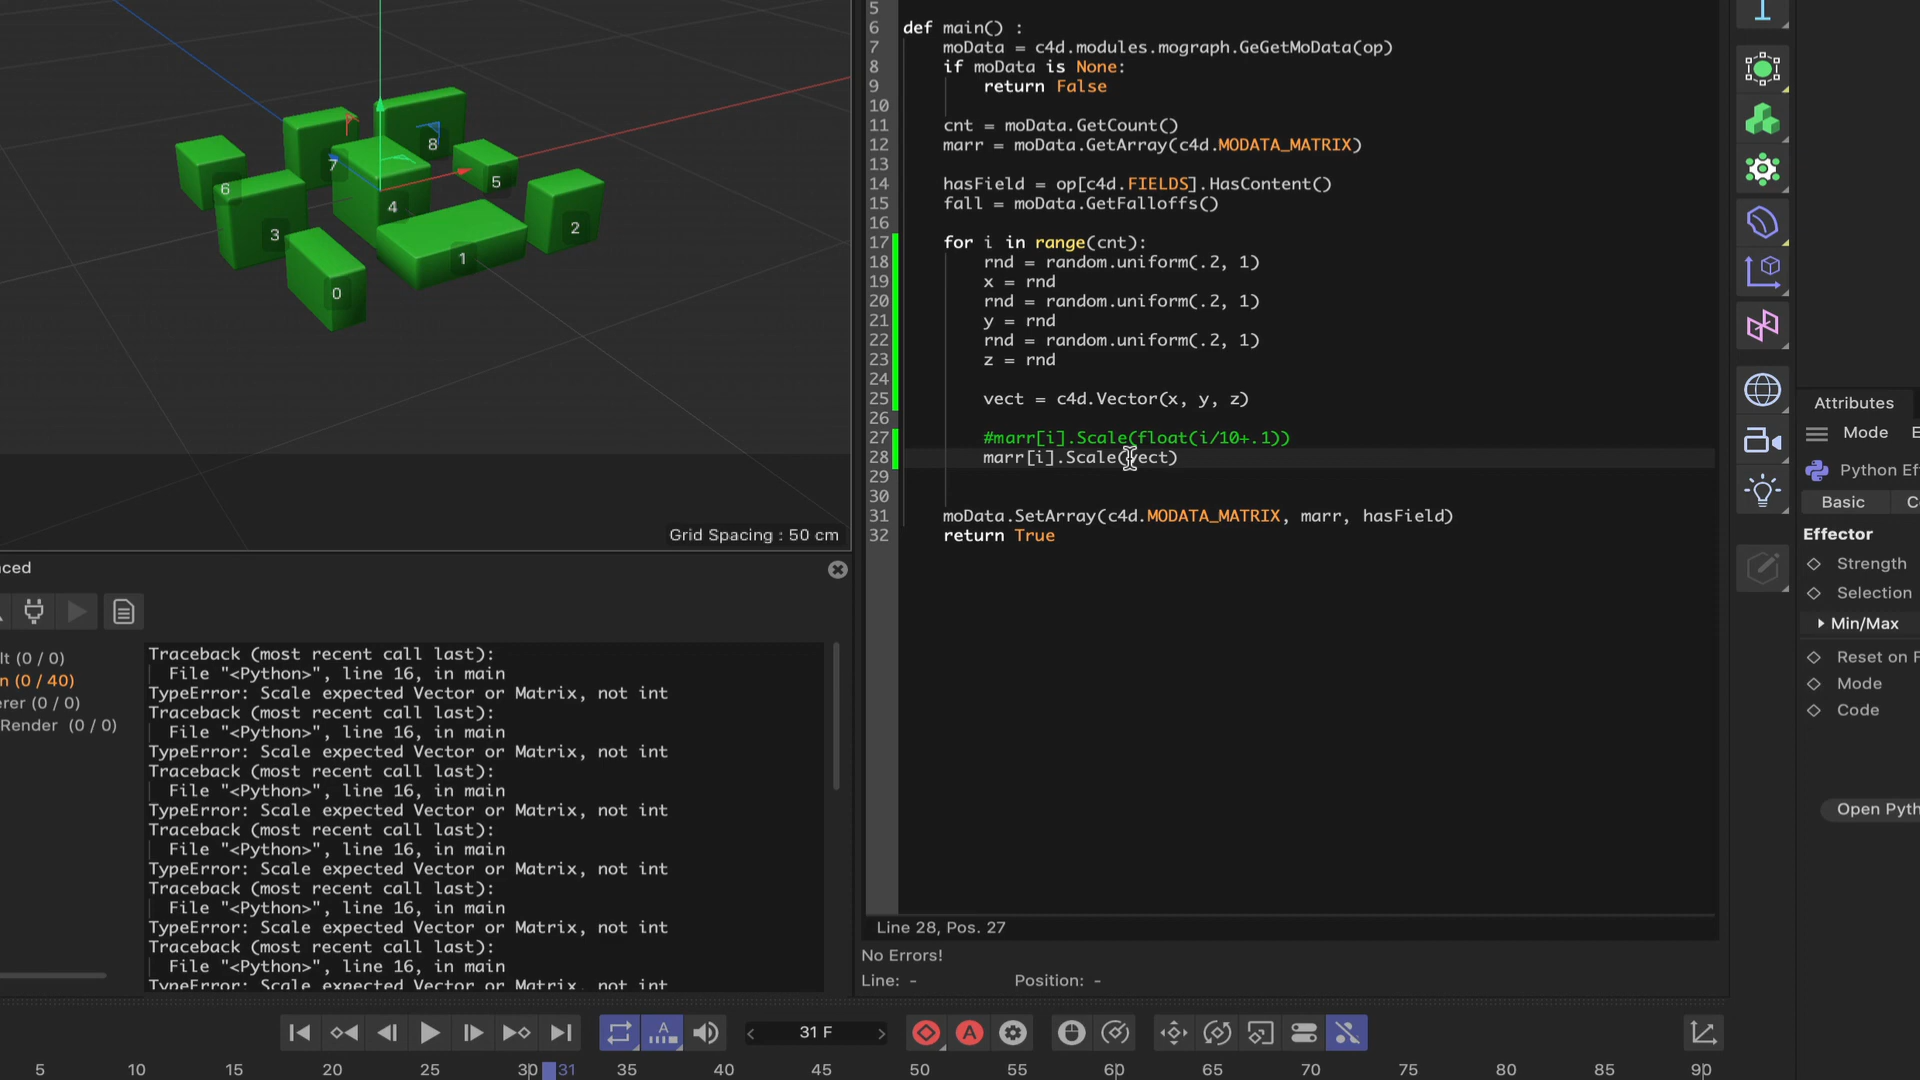 5
6 def main() :
7 moData = c4d.modules.mograph.GeGetMoData(op)
8 if moData is None:
9 return False
10
11 cnt = moData.GetCount()
12 marr = moData.GetArray(c4d.MODATA_MATRIX)
13
14 hasField = op[c4d.FIELDS].HasContent()
15 fall = moData.GetFalloffs()
16
17 for i in range(cnt):
18 rnd = random.uniform(.2, 1)
19 x = rnd
20 rnd = random.uniform(.2, 1)
21 y = rnd
22 rnd = random.uniform(.2, 1)
23 z = rnd
24
25 vect = c4d.Vector(x, y, z)
26
27 #marr[i].Scale(float(i/10+.1))
28 marr[i].Scale(vect)
29
30
31 moData.SetArray(c4d.MODATA_MATRIX, marr, hasField)
32 return True
Line 28, Pos. 27
No Errors!
Line: - Position: -
8
7
5
6
4
3
2
1
0
Grid Spacing : 50 cm
ced
lt (0 / 0)
n (0 / 40)
erer (0 / 0)
Render (0 / 0)
Traceback (most recent call last):
File "<Python>", line 16, in main
TypeError: Scale expected Vector or Matrix, not int
Traceback (most recent call last):
File "<Python>", line 16, in main
TypeError: Scale expected Vector or Matrix, not int
Traceback (most recent call last):
File "<Python>", line 16, in main
TypeError: Scale expected Vector or Matrix, not int
Traceback (most recent call last):
File "<Python>", line 16, in main
TypeError: Scale expected Vector or Matrix, not int
Traceback (most recent call last):
File "<Python>", line 16, in main
TypeError: Scale expected Vector or Matrix, not int
Traceback (most recent call last):
File "<Python>", line 16, in main
TypeError: Scale expected Vector or Matrix, not int
Attributes
Mode E
Python Ef
Basic C
Effector
Strength
Selection
Min/Max
Reset on F
Mode
Code
Open Pyth
A A
31 F
5 10 15 20 25 30 31 35 40 45 50 55 60 65 70 75 80 85 90